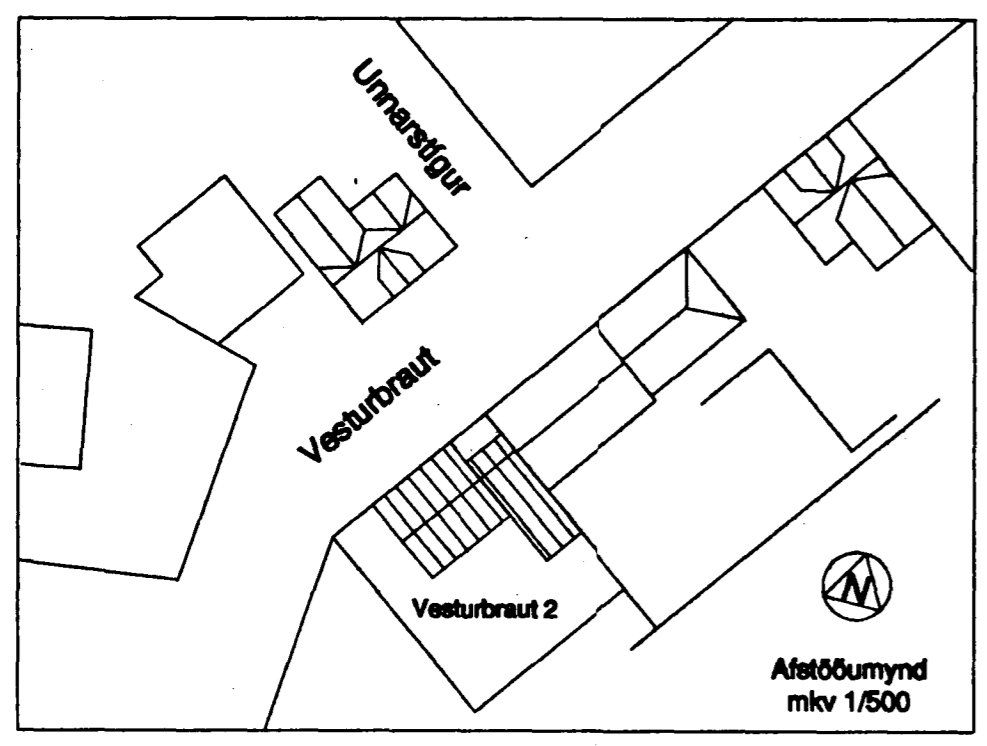 Unnarstígur
Vesturbraut
Vesturbraut 2
N
Afstöðumynd
mkv 1/500